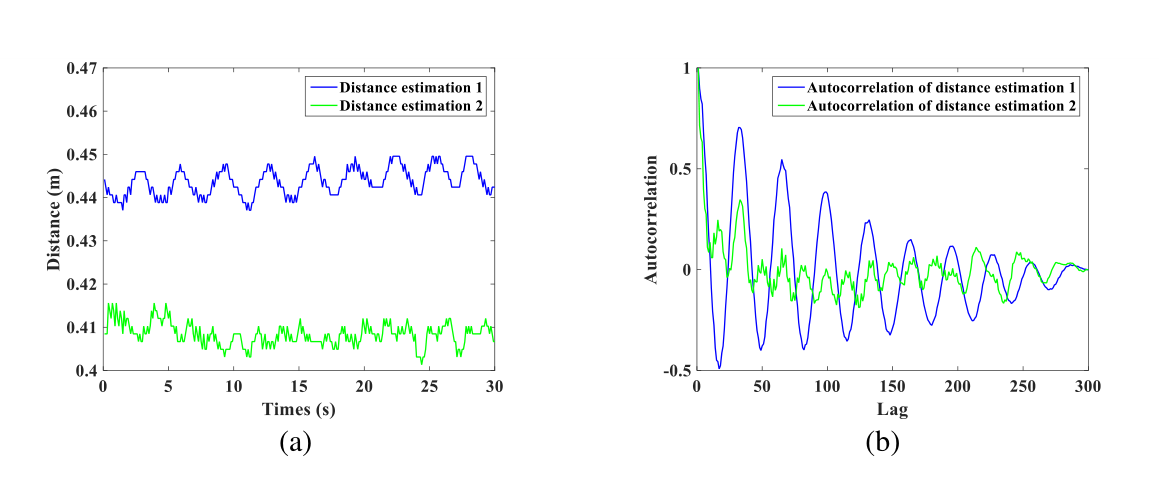 0.47
0.46
0.45
0.44
0.43
0.42
0.41
0.4
Distance (m)
Distance estimation 1
Distance estimation 2
0 5 10 15 20 25 30
Times (s)
(a)
1
0.5
0
-0.5
Autocorrelation
Autocorrelation of distance estimation 1
Autocorrelation of distance estimation 2
0 50 100 150 200 250 300
Lag
(b)